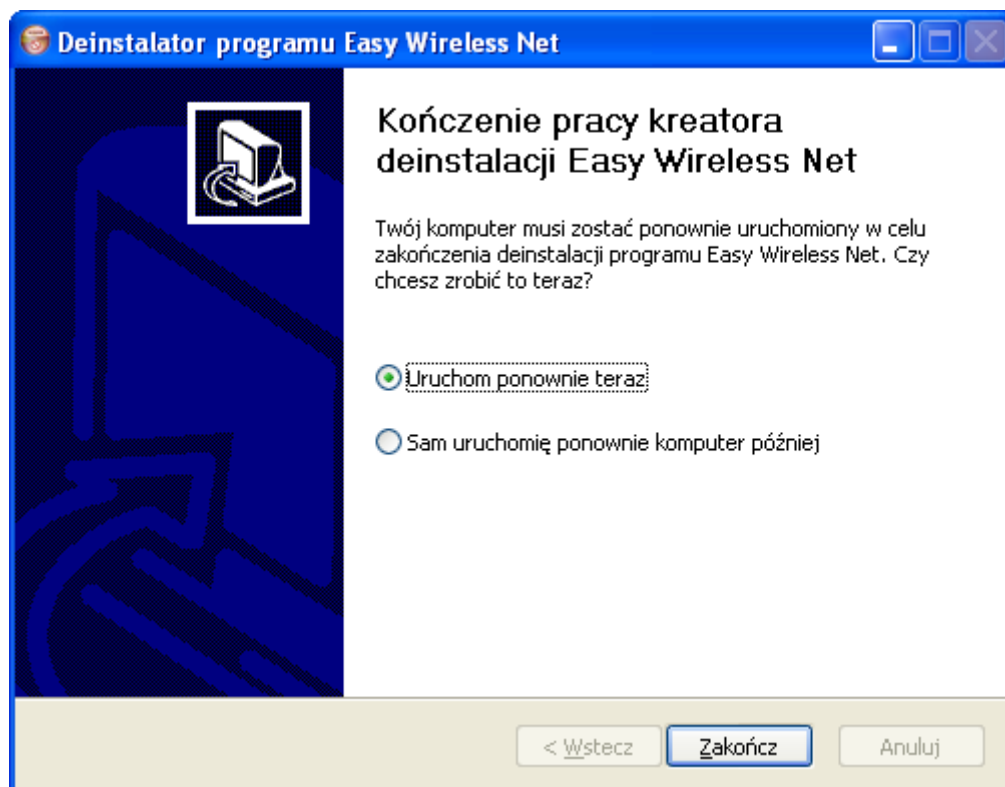 Deinstalator programu Easy Wireless Net
Kończenie pracy kreatora
deinstalacji Easy Wireless Net
Twój komputer musi zostać ponownie uruchomiony w celu
zakończenia deinstalacji programu Easy Wireless Net. Czy
chcesz zrobić to teraz?
Uruchom ponownie teraz
Sam uruchomię ponownie komputer później
< Wstecz
Zakończ
Anuluj